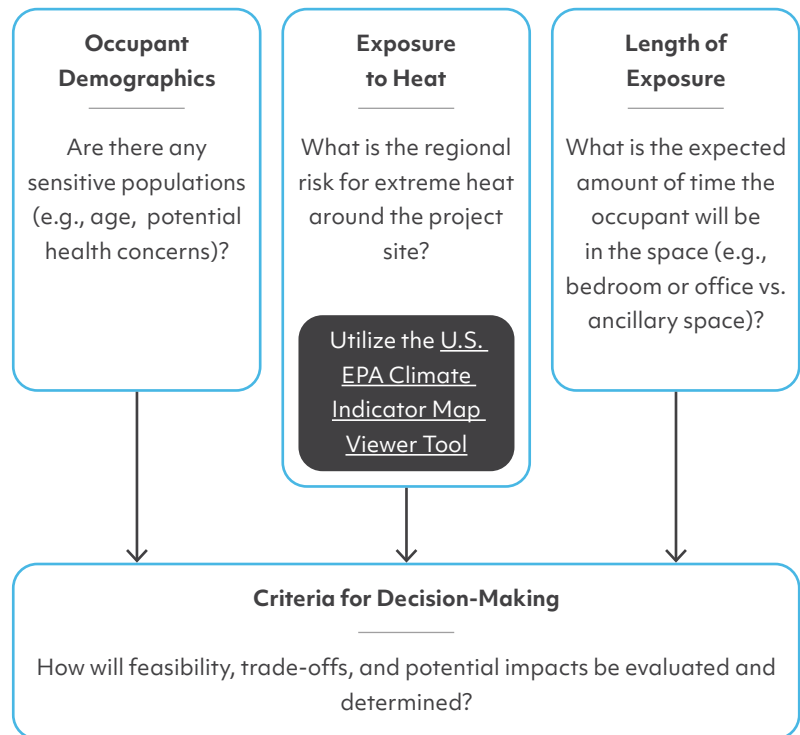 Occupant
Demographics
Are there any
sensitive populations
(e.g., age, potential
health concerns)?
Exposure
to Heat
What is the regional
risk for extreme heat
around the project
site?
Utilize the U.S.
EPA Climate
Indicator Map
Viewer Tool
Length of
Exposure
What is the expected
amount of time the
occupant will be
in the space (e.g.,
bedroom or office vs.
ancillary space)?
Criteria for Decision-Making
How will feasibility, trade-offs, and potential impacts be evaluated and
determined?